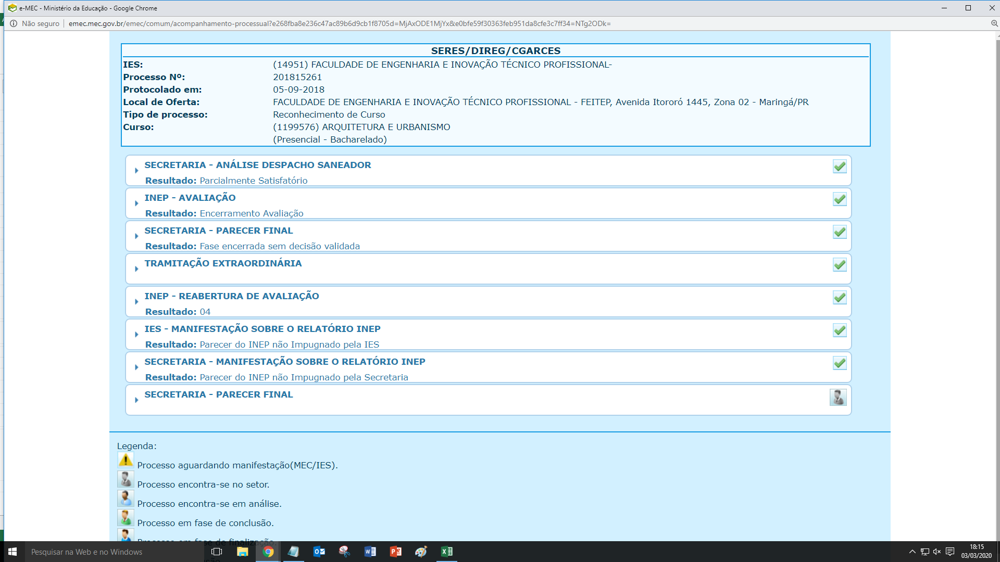 e-MEC - Ministério da Educação - Google Chrome
Não seguro | emec.mec.gov.br/emec/comum/acompanhamento-processual?e268fba8e236c47ac89b6d9cb1f8705d=MjAxODE1MjYx&e0bfe59f30363feb951da8cfe3c7ff34=NTg2ODk=
SERES/DIREG/CGARCES
IES: (14951) FACULDADE DE ENGENHARIA E INOVAÇÃO TÉCNICO PROFISSIONAL-
Processo Nº: 201815261
Protocolado em: 05-09-2018
Local de Oferta: FACULDADE DE ENGENHARIA E INOVAÇÃO TÉCNICO PROFISSIONAL - FEITEP, Avenida Itororó 1445, Zona 02 - Maringá/PR
Tipo de processo: Reconhecimento de Curso
Curso: (1199576) ARQUITETURA E URBANISMO
(Presencial - Bacharelado)
SECRETARIA - ANÁLISE DESPACHO SANEADOR
Resultado: Parcialmente Satisfatório
INEP - AVALIAÇÃO
Resultado: Encerramento Avaliação
SECRETARIA - PARECER FINAL
Resultado: Fase encerrada sem decisão validada
TRAMITAÇÃO EXTRAORDINÁRIA
INEP - REABERTURA DE AVALIAÇÃO
Resultado: 04
IES - MANIFESTAÇÃO SOBRE O RELATÓRIO INEP
Resultado: Parecer do INEP não Impugnado pela IES
SECRETARIA - MANIFESTAÇÃO SOBRE O RELATÓRIO INEP
Resultado: Parecer do INEP não Impugnado pela Secretaria
SECRETARIA - PARECER FINAL
Legenda:
Processo aguardando manifestação(MEC/IES).
Processo encontra-se no setor.
Processo encontra-se em análise.
Processo em fase de conclusão.
Processo em fase de finalização.
Pesquisar na Web e no Windows
18:15
03/03/2020